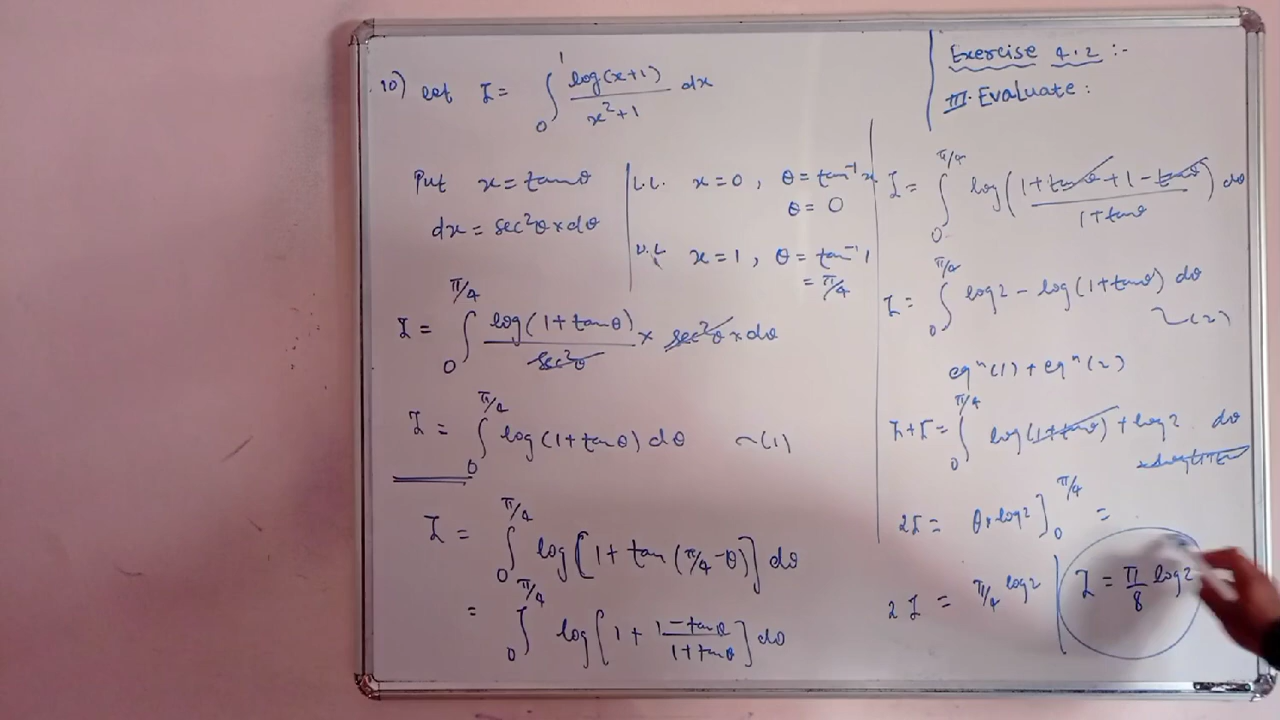 10) Let I = ∫₀¹ log(x+1)/(x²+1) dx
Put x = tanθ
dx = sec²θ x dθ
L.L. x = 0 , θ = tan⁻¹ x
θ = 0
U.L. x = 1 , θ = tan⁻¹ 1
= π/4
I = ∫₀^(π/4) log(1+tanθ)/sec²θ x sec²θ x dθ
I = ∫₀^(π/4) log(1+tanθ) dθ ~(1)
I = ∫₀^(π/4) log[1 + tan(π/4 - θ)] dθ
= ∫₀^(π/4) log[1 + (1-tanθ)/(1+tanθ)] dθ
Exercise 4.2 :-
III. Evaluate :
I = ∫₀^(π/4) log((1+tanθ+1-tanθ)/(1+tanθ)) dθ
I = ∫₀^(π/4) log2 - log(1+tanθ) dθ
~(2)
eqⁿ(1) + eqⁿ(2)
I+I = ∫₀^(π/4) log(1+tanθ) + log2 dθ
2I = θ x log2]₀^(π/4) =
2I = π/4 log2
I = π/8 log2